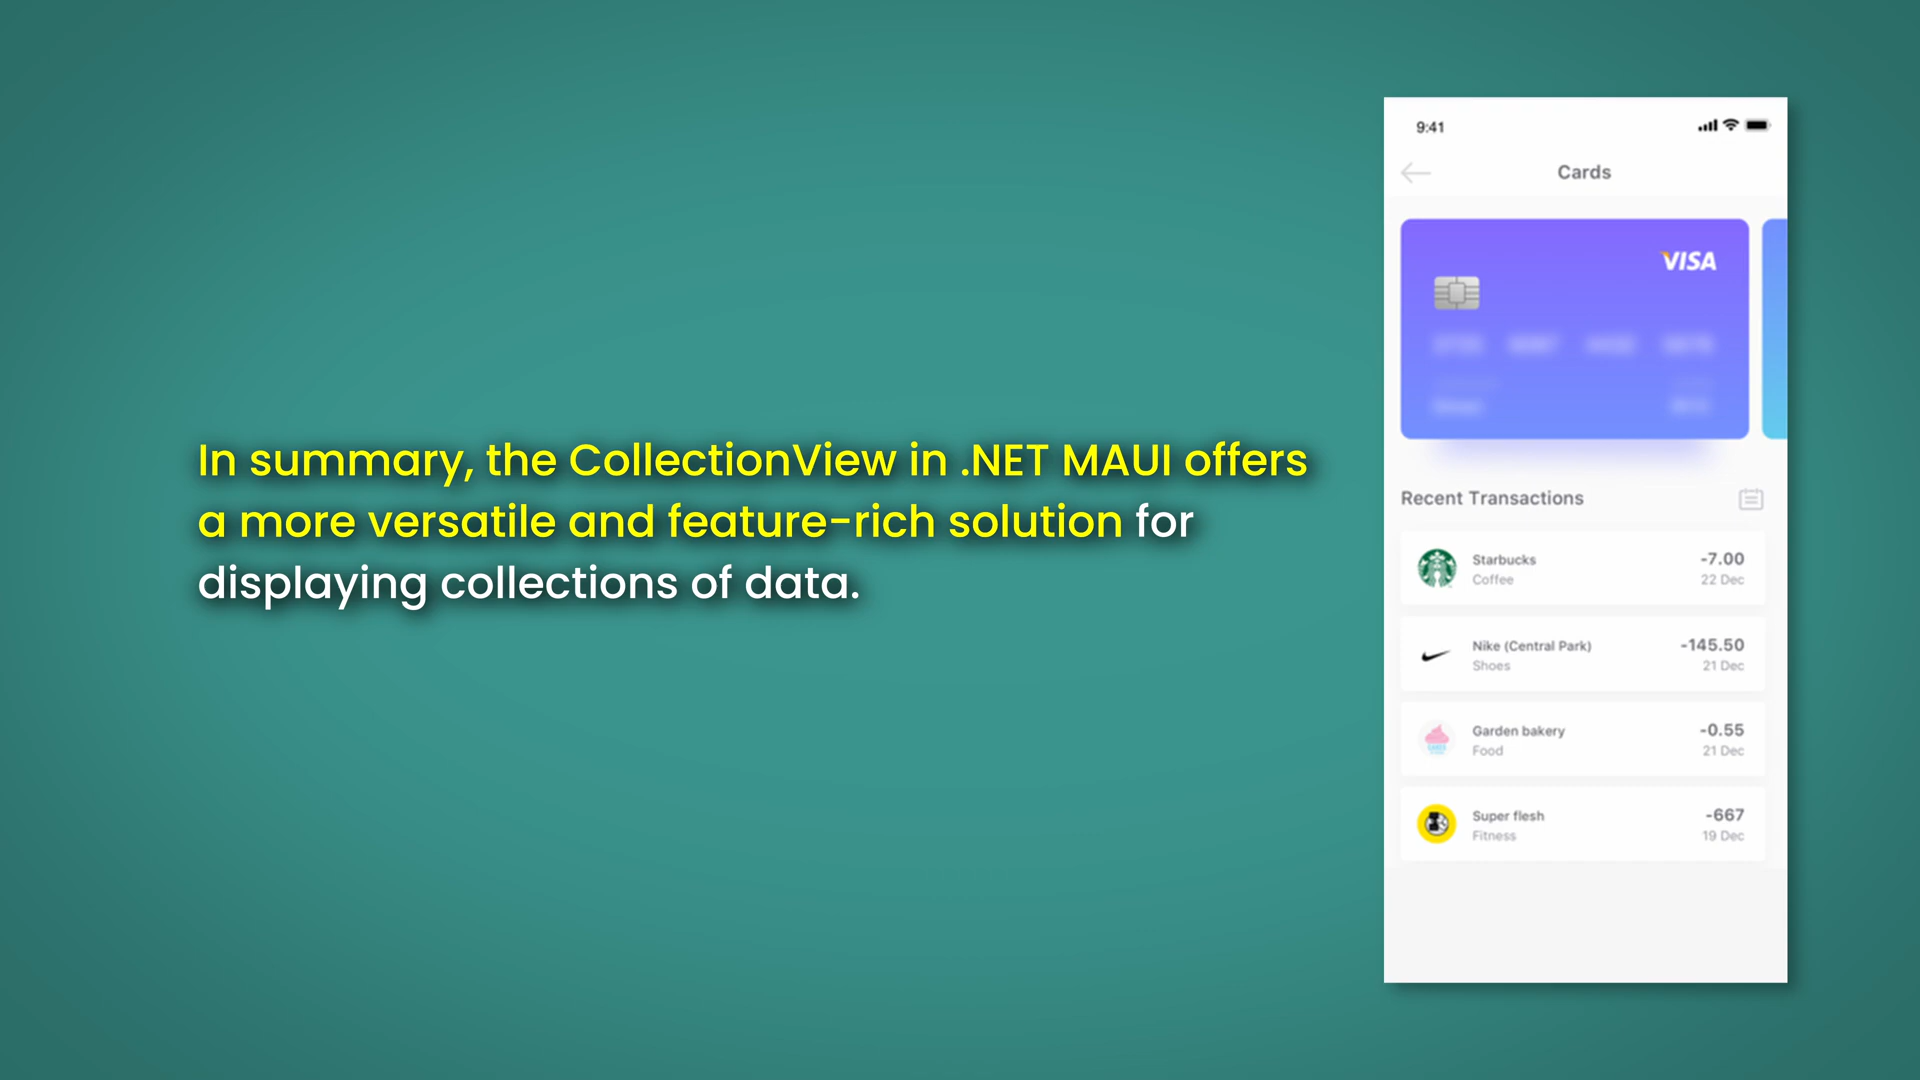 In summary, the CollectionView in .NET MAUI offers
a more versatile and feature-rich solution for
displaying collections of data.
9:41
Cards
VISA
Recent Transactions
Starbucks -7.00
Coffee 22 Dec
Nike (Central Park) -145.50
Shoes 21 Dec
Garden bakery -0.55
Food 21 Dec
Super flesh -667
Fitness 19 Dec